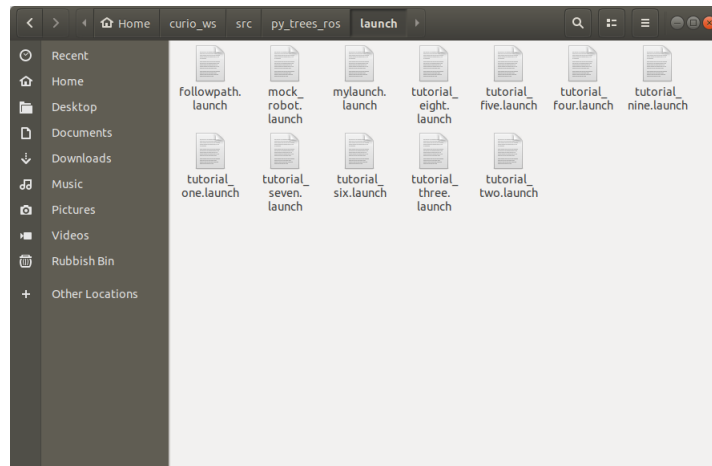 Home curio_ws src py_trees_ros launch
Recent
Home
Desktop
Documents
Downloads
Music
Pictures
Videos
Rubbish Bin
Other Locations
followpath.
launch
mock_
robot.
launch
mylaunch.
launch
tutorial_
eight.
launch
tutorial_
five.launch
tutorial_
four.launch
tutorial_
nine.launch
tutorial_
one.launch
tutorial_
seven.
launch
tutorial_
six.launch
tutorial_
three.
launch
tutorial_
two.launch